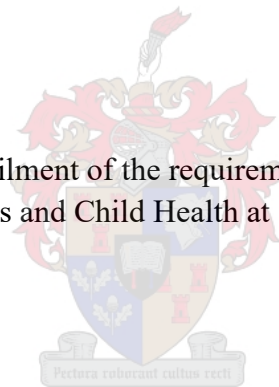 ilment of the requirem
s and Child Health at
Pectora roborant cultus recti